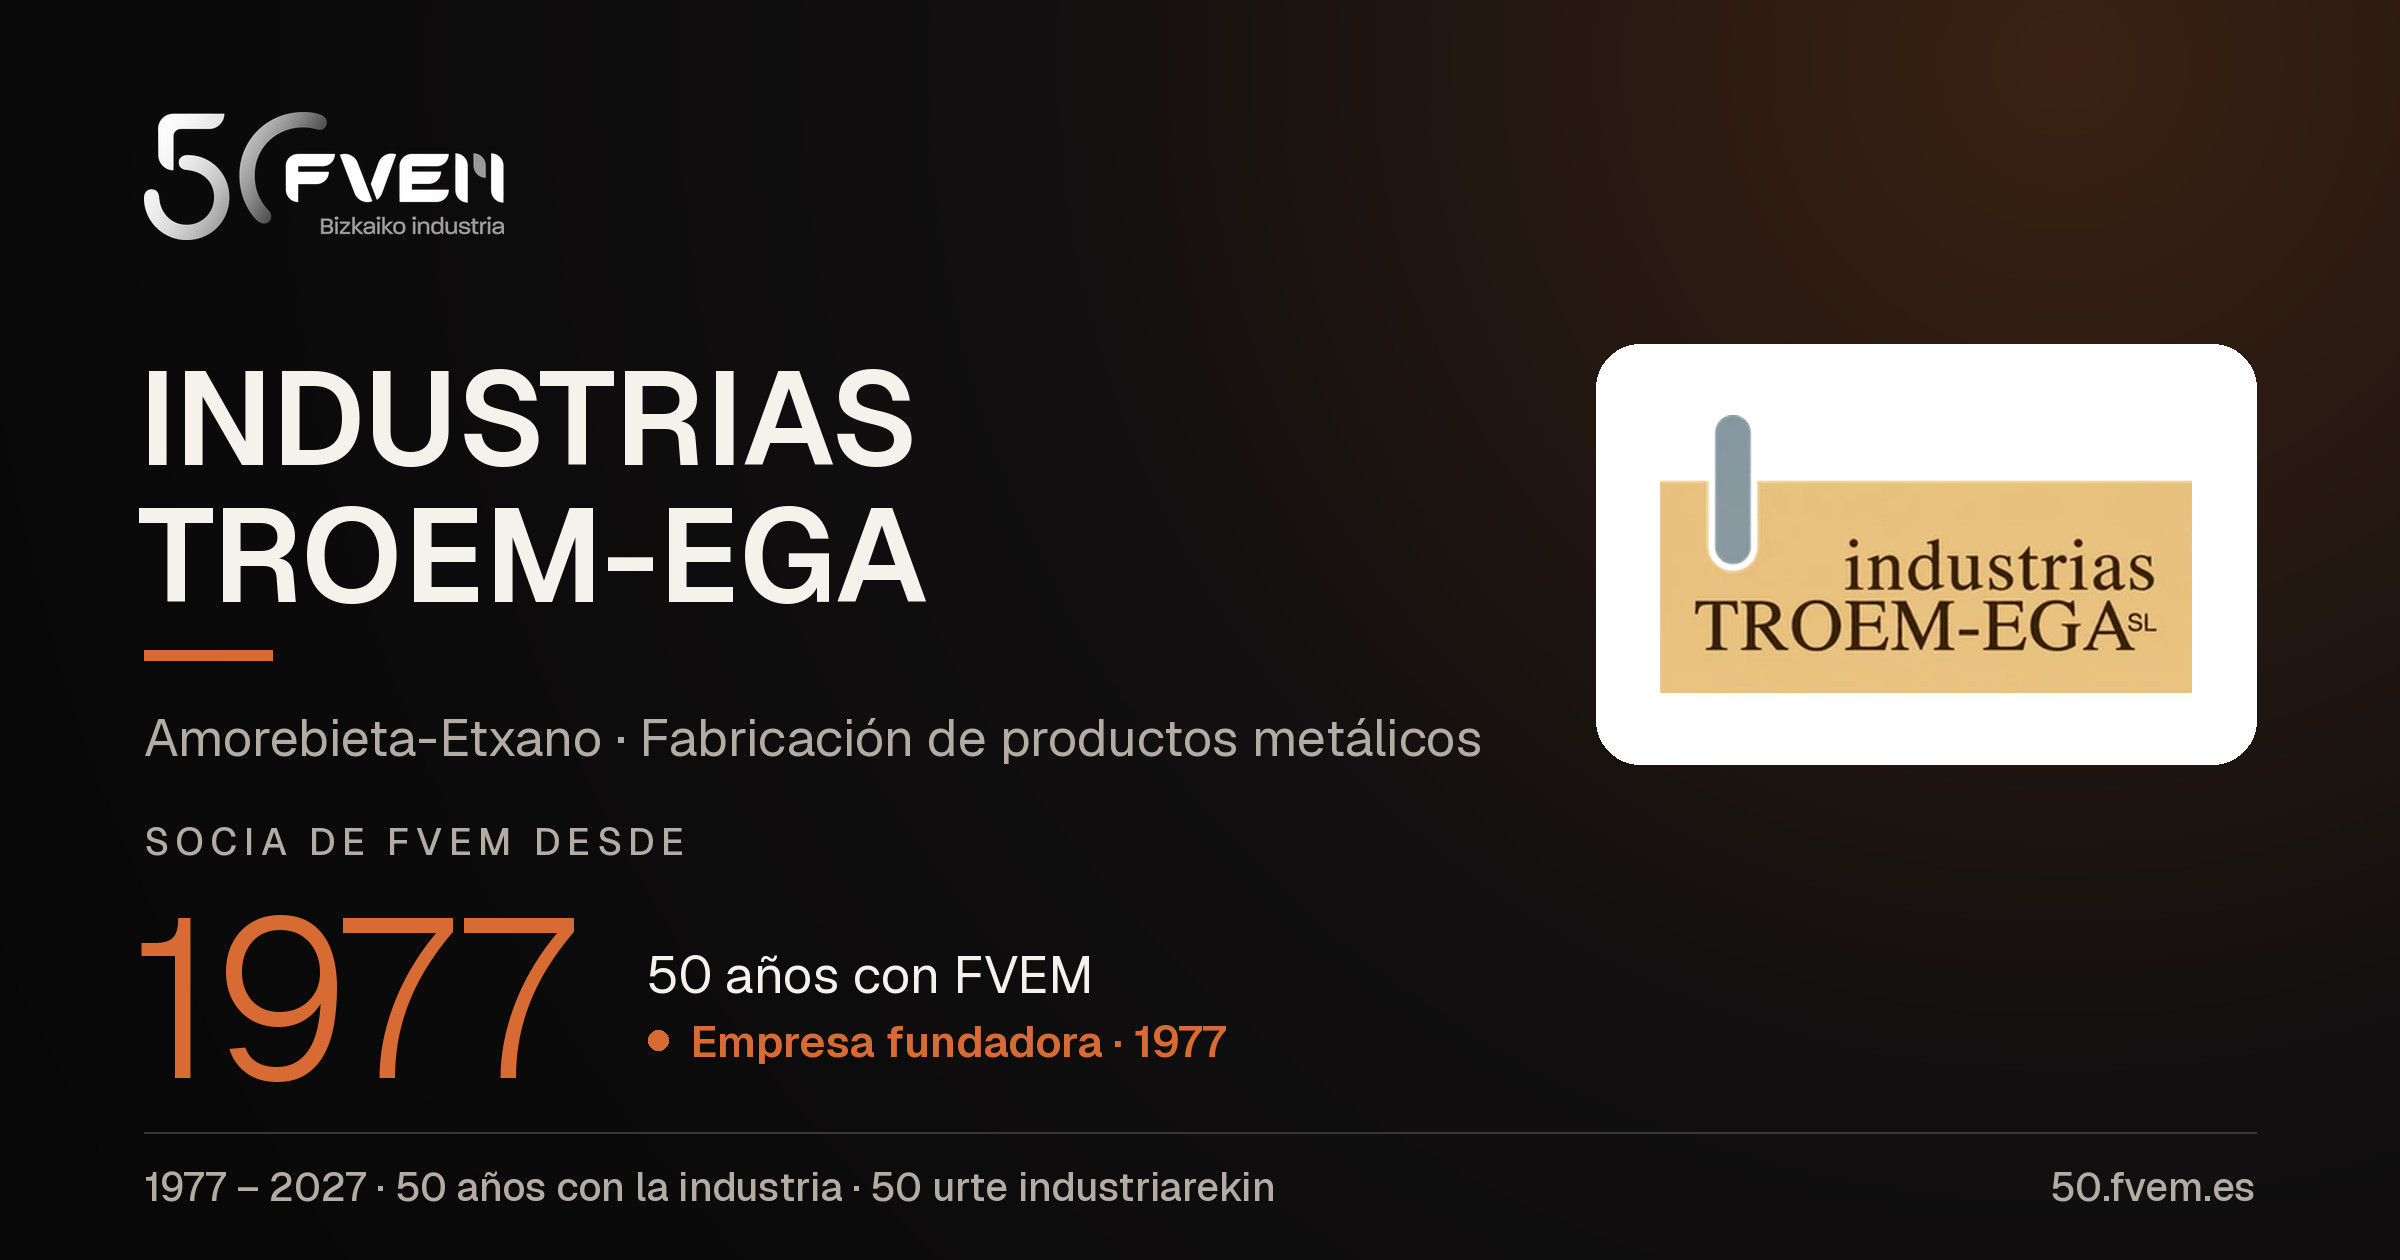 50 FVEM
Bizkaiko industria
INDUSTRIAS
TROEM-EGA
industrias
TROEM-EGA SL
Amorebieta-Etxano · Fabricación de productos metálicos
SOCIA DE FVEM DESDE
1977
50 años con FVEM
Empresa fundadora · 1977
1977 – 2027 · 50 años con la industria · 50 urte industriarekin
50.fvem.es